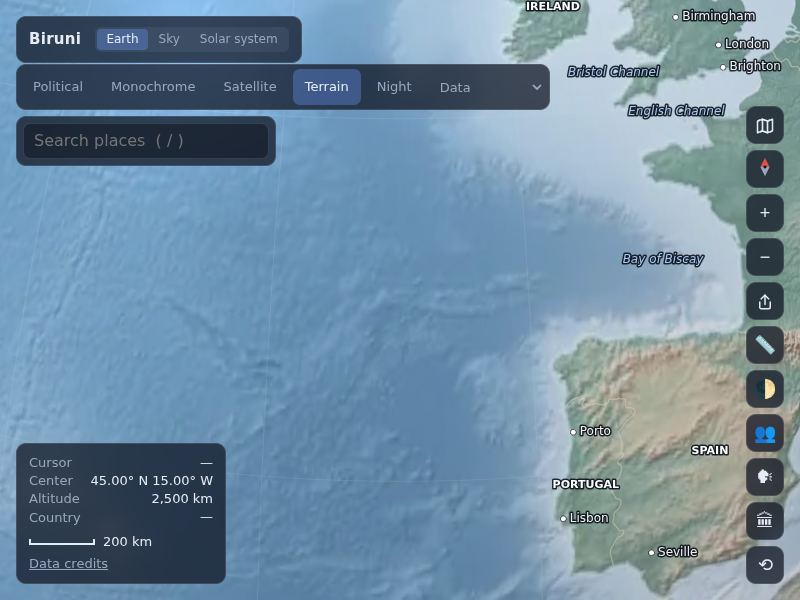 IRELAND
Birmingham
London
Brighton
Bristol Channel
English Channel
Biruni
Earth
Sky
Solar system
Political
Monochrome
Satellite
Terrain
Night
Data
Search places ( / )
+
−
Bay of Biscay
Porto
SPAIN
PORTUGAL
Lisbon
Seville
Cursor —
Center 45.00° N 15.00° W
Altitude 2,500 km
Country —
200 km
Data credits